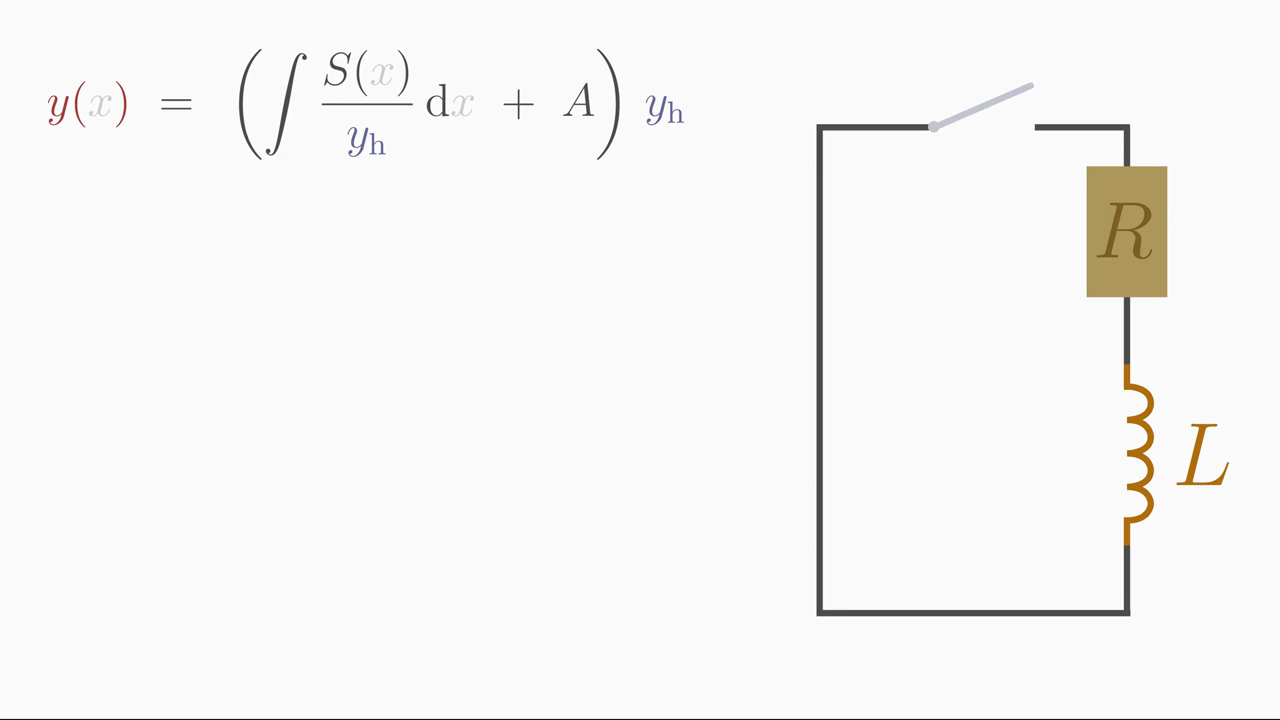 y(x) = (∫ S(x)/y_h dx + A) y_h
R
L